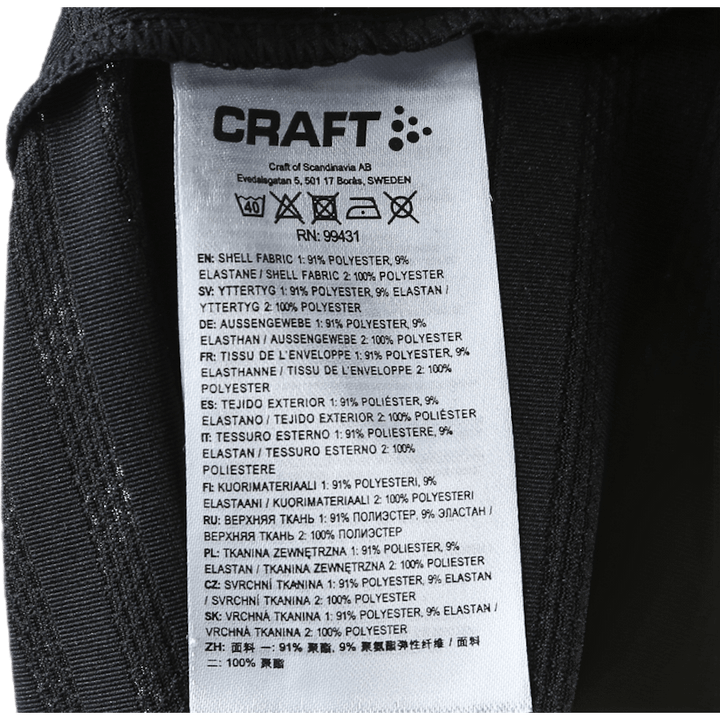 CRAFT
Craft of Scandinavia AB
Evedalsgatan 5, 501 17 Borås, SWEDEN
40
RN: 99431
EN: SHELL FABRIC 1: 91% POLYESTER, 9%
ELASTANE / SHELL FABRIC 2: 100% POLYESTER
SV: YTTERTYG 1: 91% POLYESTER, 9% ELASTAN /
YTTERTYG 2: 100% POLYESTER
DE: AUSSENGEWEBE 1: 91% POLYESTER, 9%
ELASTHAN / AUSSENGEWEBE 2: 100% POLYESTER
FR: TISSU DE L'ENVELOPPE 1: 91% POLYESTER, 9%
ELASTHANNE / TISSU DE L'ENVELOPPE 2: 100%
POLYESTER
ES: TEJIDO EXTERIOR 1: 91% POLIÉSTER, 9%
ELASTANO / TEJIDO EXTERIOR 2: 100% POLIÉSTER
IT: TESSURO ESTERNO 1: 91% POLIESTERE, 9%
ELASTAN / TESSURO ESTERNO 2: 100%
POLIESTERE
FI: KUORIMATERIAALI 1: 91% POLYESTERI, 9%
ELASTAANI / KUORIMATERIAALI 2: 100% POLYESTERI
RU: ВЕРХНЯЯ ТКАНЬ 1: 91% ПОЛИЭСТЕР, 9% ЭЛАСТАН /
ВЕРХНЯЯ ТКАНЬ 2: 100% ПОЛИЭСТЕР
PL: TKANINA ZEWNĘTRZNA 1: 91% POLIESTER, 9%
ELASTAN / TKANINA ZEWNĘTRZNA 2: 100% POLIESTER
CZ: SVRCHNÍ TKANINA 1: 91% POLYESTER, 9% ELASTAN
/ SVRCHNÍ TKANINA 2: 100% POLYESTER
SK: VRCHNÁ TKANINA 1: 91% POLYESTER, 9% ELASTAN /
VRCHNÁ TKANINA 2: 100% POLYESTER
ZH: 面料 一: 91% 聚酯, 9% 聚氨酯弹性纤维 / 面料
二: 100% 聚酯